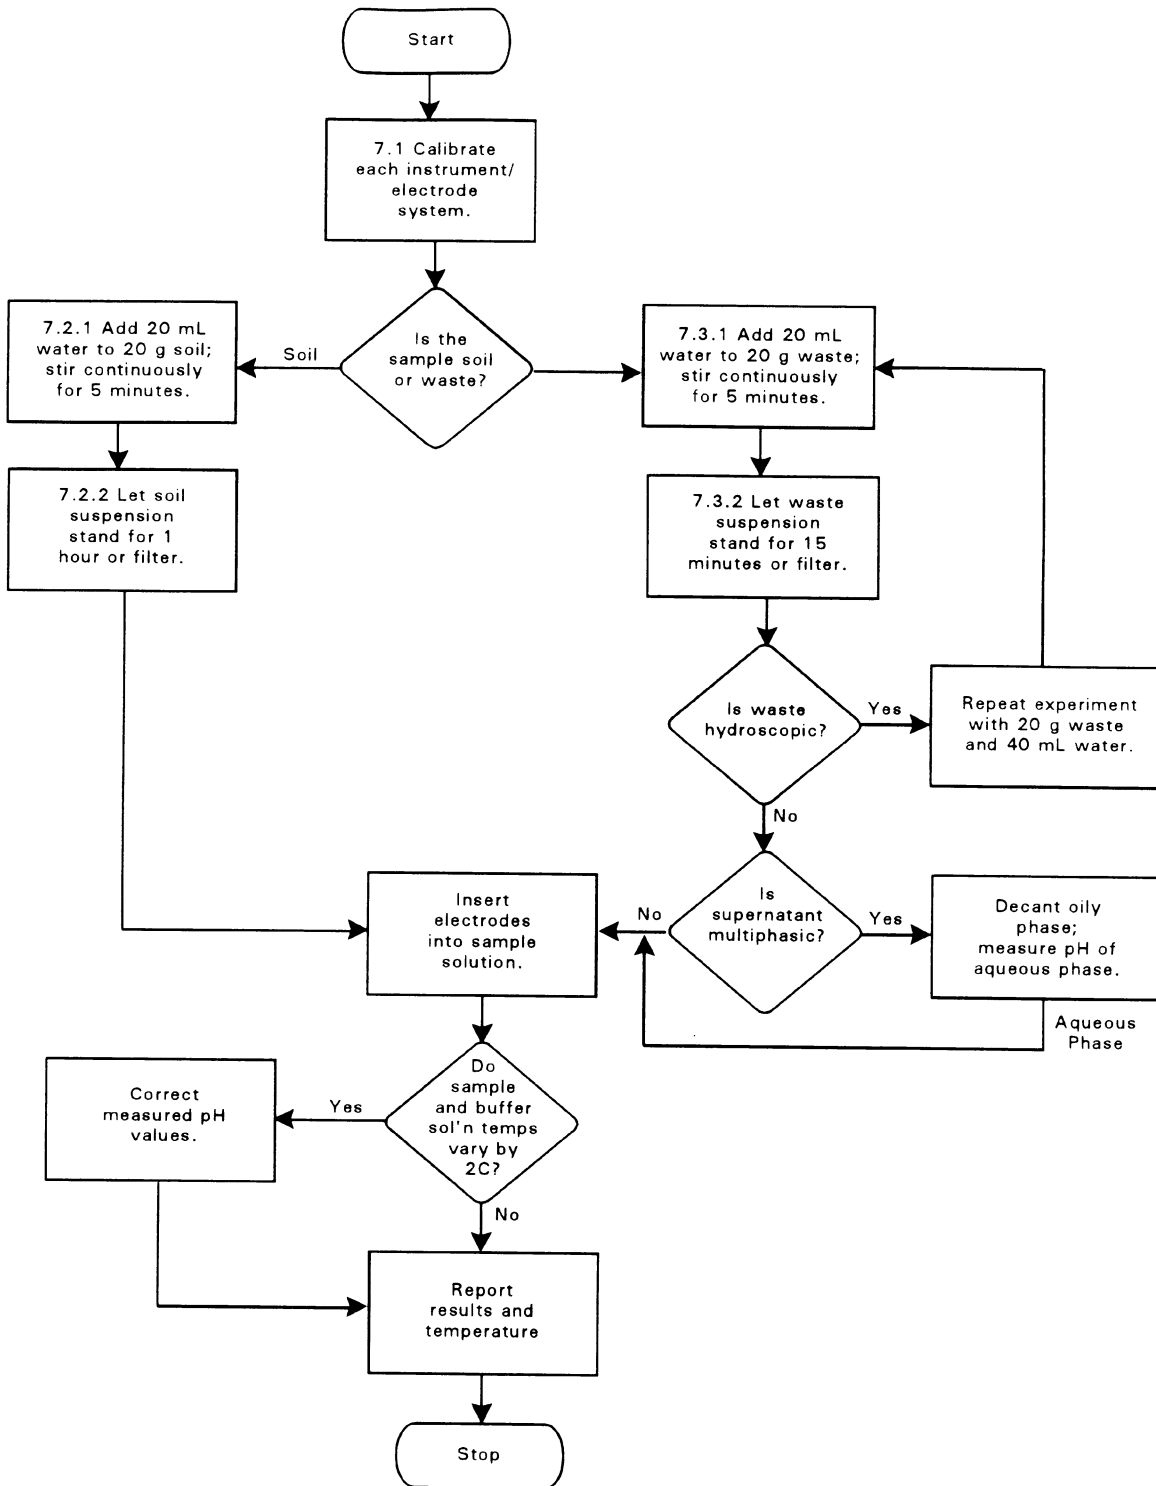 Start
7.1 Calibrate
each instrument/
electrode
system.
Is the
sample soil
or waste?
Soil
7.2.1 Add 20 mL
water to 20 g soil;
stir continuously
for 5 minutes.
7.2.2 Let soil
suspension
stand for 1
hour or filter.
7.3.1 Add 20 mL
water to 20 g waste;
stir continuously
for 5 minutes.
7.3.2 Let waste
suspension
stand for 15
minutes or filter.
Is waste
hydroscopic?
Yes
Repeat experiment
with 20 g waste
and 40 mL water.
No
Is
supernatant
multiphasic?
Yes
Decant oily
phase;
measure pH of
aqueous phase.
Aqueous
Phase
No
Insert
electrodes
into sample
solution.
Do
sample
and buffer
sol'n temps
vary by
2C?
Yes
Correct
measured pH
values.
No
Report
results and
temperature
Stop